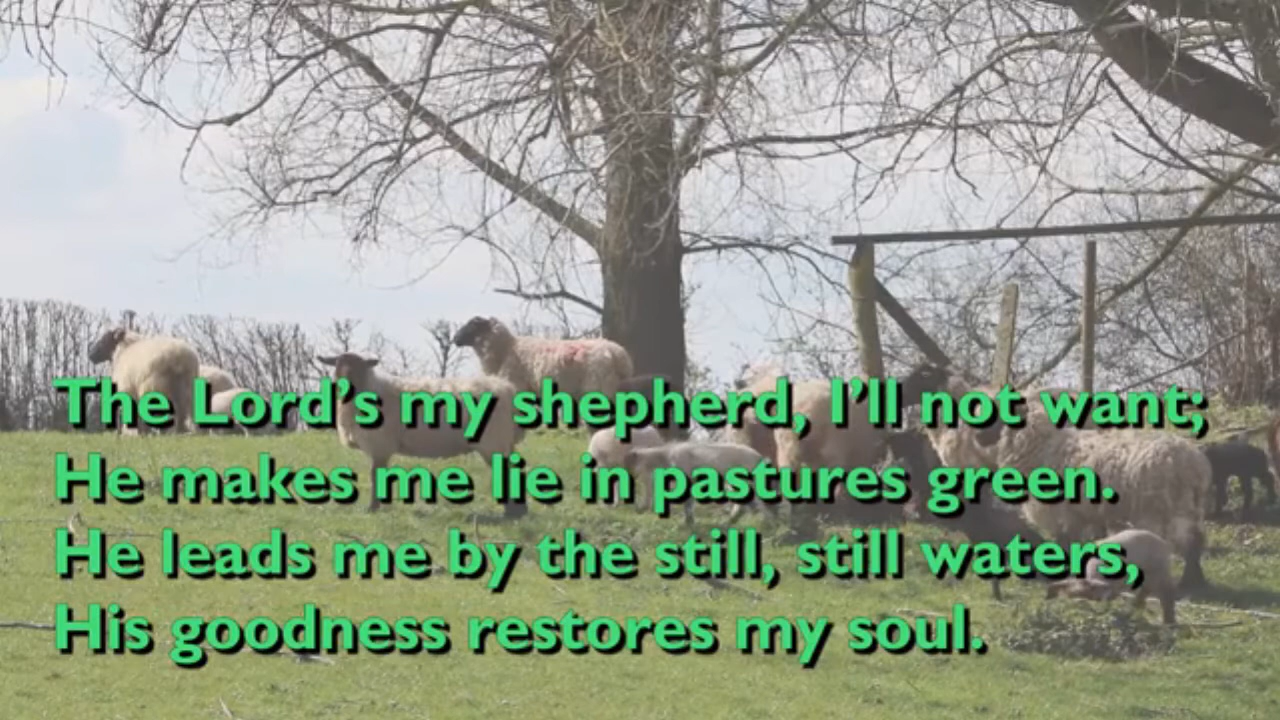 The Lord’s my shepherd, I’ll not want;
He makes me lie in pastures green.
He leads me by the still, still waters,
His goodness restores my soul.